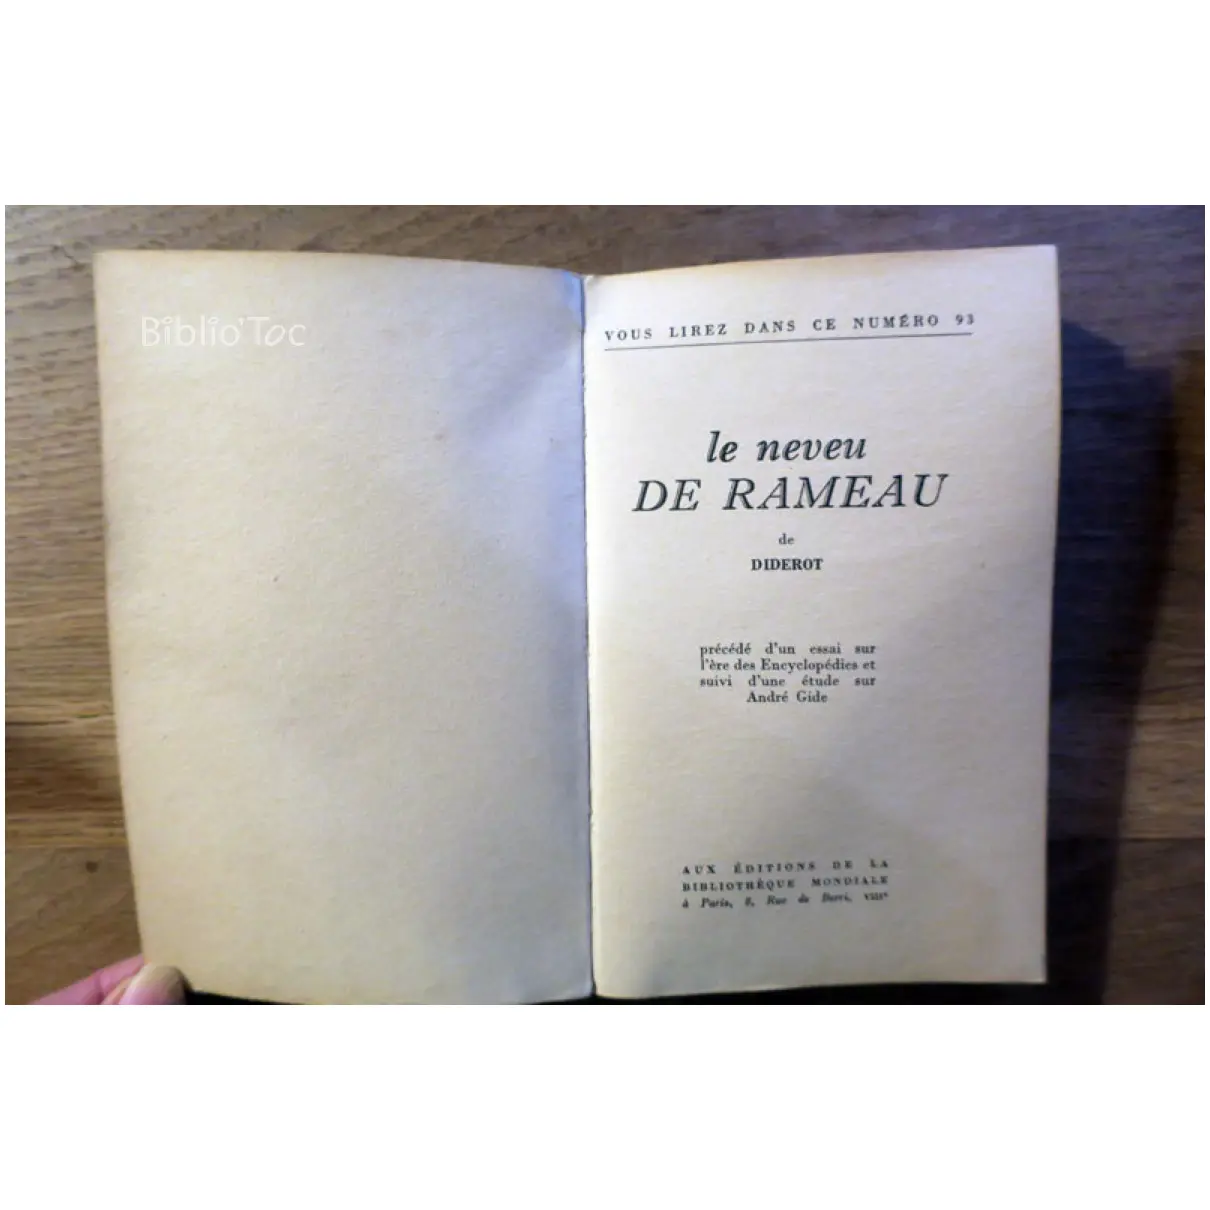 Biblio'Toc
VOUS LIREZ DANS CE NUMÉRO 93
le neveu
DE RAMEAU
de
DIDEROT
précédé d'un essai sur
l'ère des Encyclopédies et
suivi d'une étude sur
André Gide
AUX ÉDITIONS DE LA
BIBLIOTHÈQUE MONDIALE
à Paris, 8, Rue de Berri, VIIIe